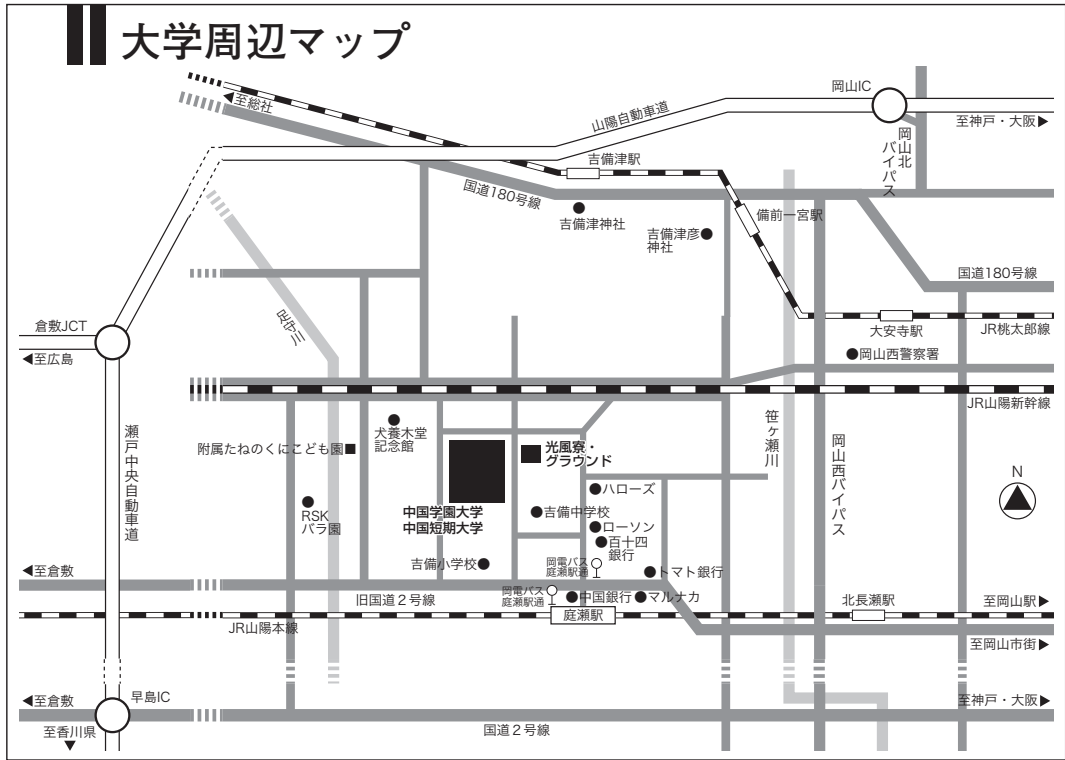 大学周辺マップ
岡山IC
◀至総社
山陽自動車道
至神戸・大阪▶
岡山北
バイパス
吉備津駅
国道180号線
吉備津神社
吉備津彦
神社
備前一宮駅
国道180号線
足守川
倉敷JCT
◀至広島
大安寺駅
JR桃太郎線
岡山西警察署
JR山陽新幹線
瀬戸中央自動車道
犬養木堂
記念館
附属たねのくにこども園
光風寮・
グラウンド
笹ヶ瀬川
岡山西バイパス
N
ハローズ
RSK
バラ園
中国学園大学
中国短期大学
吉備中学校
ローソン
百十四
銀行
吉備小学校
岡電バス
庭瀬駅通
トマト銀行
◀至倉敷
旧国道2号線
岡電バス
庭瀬駅通
中国銀行
マルナカ
北長瀬駅
至岡山駅▶
JR山陽本線
庭瀬駅
至岡山市街▶
◀至倉敷
早島IC
至神戸・大阪▶
至香川県
▼
国道2号線